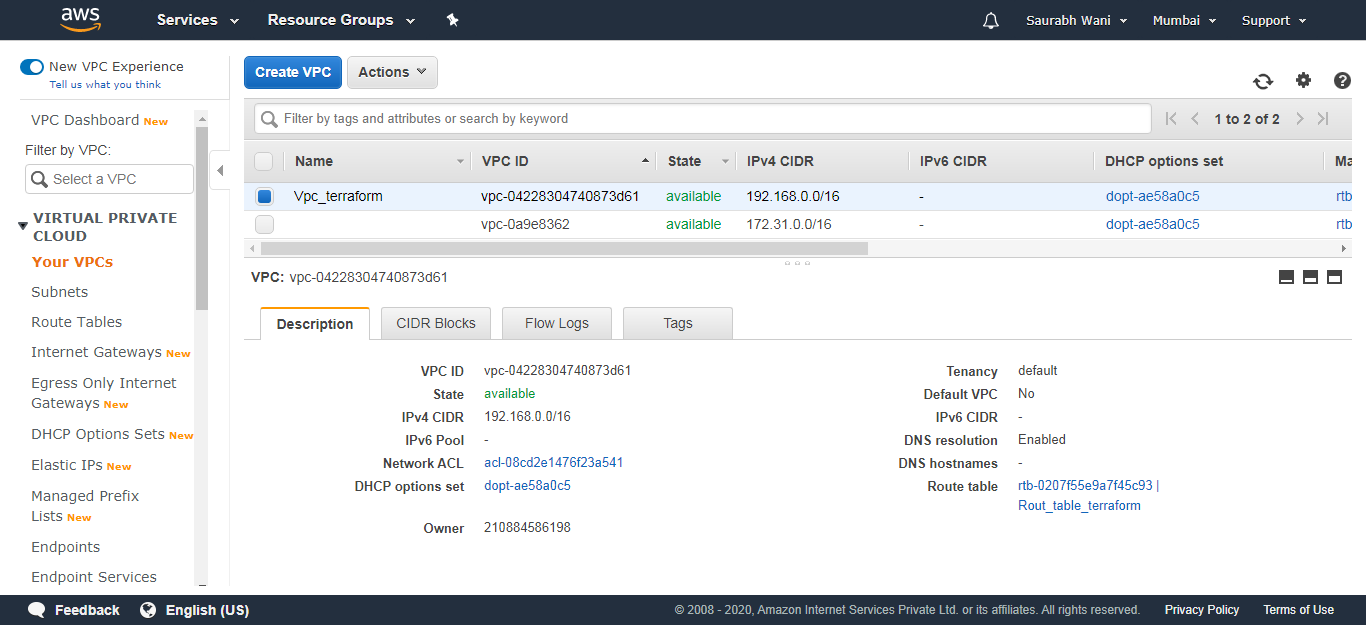 aws Services Resource Groups Saurabh Wani Mumbai Support
New VPC Experience
Tell us what you think
VPC Dashboard New
Filter by VPC:
Select a VPC
VIRTUAL PRIVATE
CLOUD
Your VPCs
Subnets
Route Tables
Internet Gateways New
Egress Only Internet
Gateways New
DHCP Options Sets New
Elastic IPs New
Managed Prefix
Lists New
Endpoints
Endpoint Services
Create VPC Actions
Filter by tags and attributes or search by keyword 1 to 2 of 2
Name VPC ID State IPv4 CIDR IPv6 CIDR DHCP options set Ma
Vpc_terraform vpc-04228304740873d61 available 192.168.0.0/16 - dopt-ae58a0c5 rtb
vpc-0a9e8362 available 172.31.0.0/16 - dopt-ae58a0c5 rtb
VPC: vpc-04228304740873d61
Description CIDR Blocks Flow Logs Tags
VPC ID vpc-04228304740873d61
State available
IPv4 CIDR 192.168.0.0/16
IPv6 Pool -
Network ACL acl-08cd2e1476f23a541
DHCP options set dopt-ae58a0c5
Owner 210884586198
Tenancy default
Default VPC No
IPv6 CIDR -
DNS resolution Enabled
DNS hostnames -
Route table rtb-0207f55e9a7f45c93 |
Rout_table_terraform
Feedback English (US) © 2008 - 2020, Amazon Internet Services Private Ltd. or its affiliates. All rights reserved. Privacy Policy Terms of Use